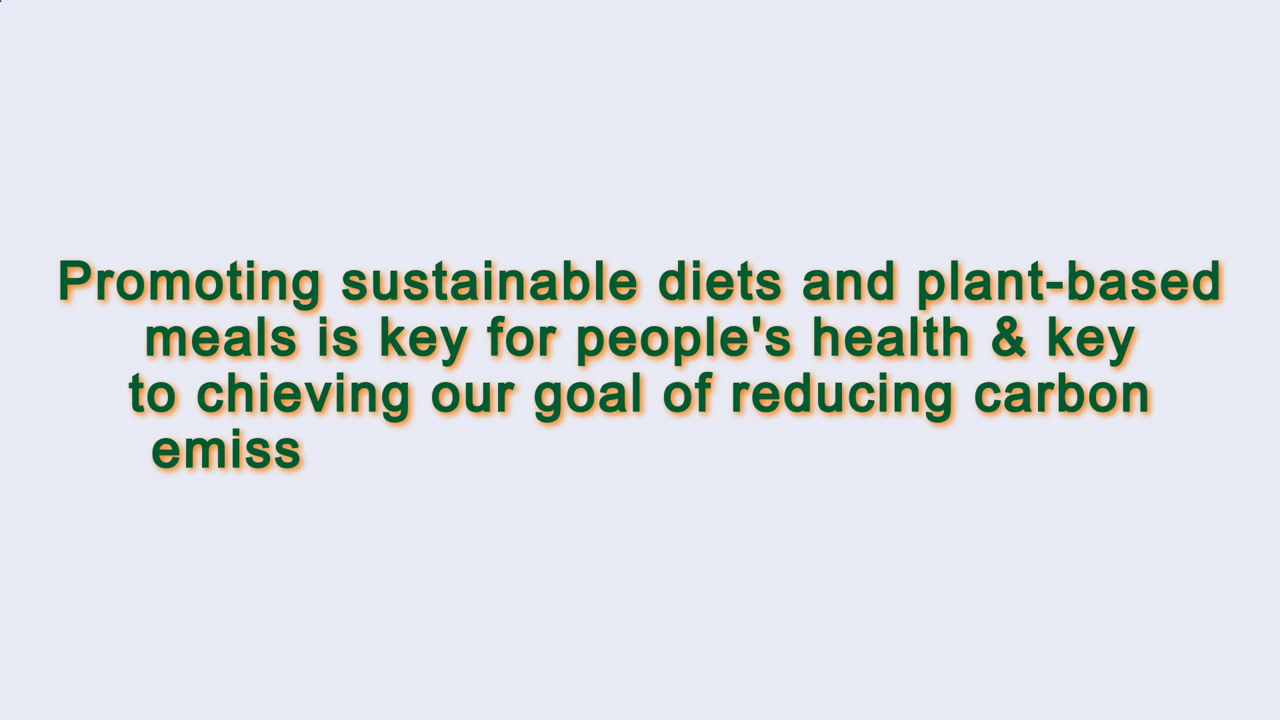 Promoting sustainable diets and plant-based
meals is key for people's health & key
to chieving our goal of reducing carbon
emiss